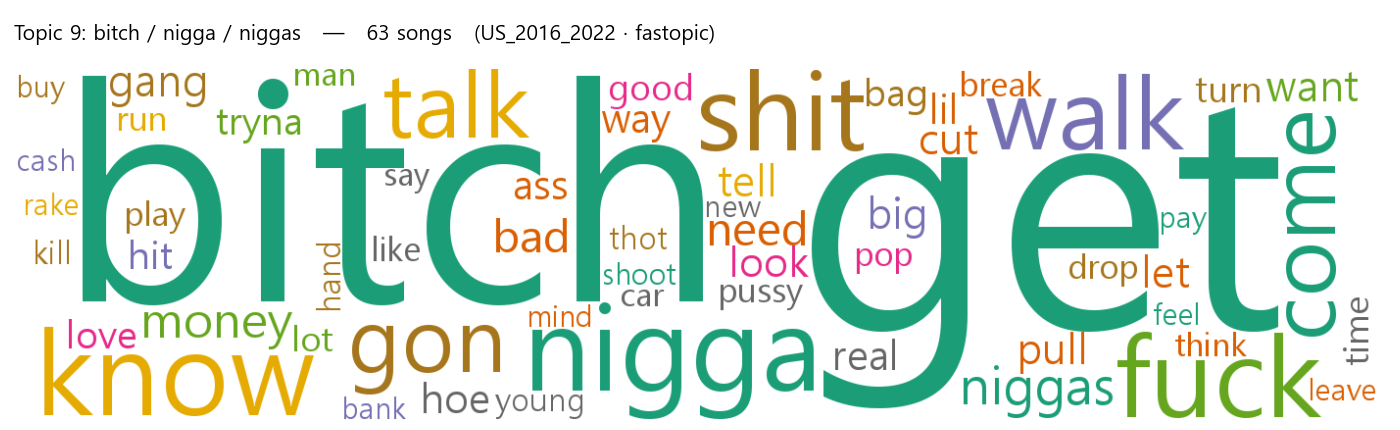 Topic 9: bitch / nigga / niggas — 63 songs (US_2016_2022 · fastopic)
buy
gang
man
run
tryna
talk
good
way
shit
bag
lil
break
cut
walk
turn
want
cash
bitch
get
come
say
ass
tell
new
big
pay
rake
play
kill
hit
hand
like
bad
thot
need
look
pop
drop
let
shoot
car
pussy
feel
time
love
money
lot
know
gon
mind
nigga
real
pull
think
niggas
fuck
leave
bank
hoe
young